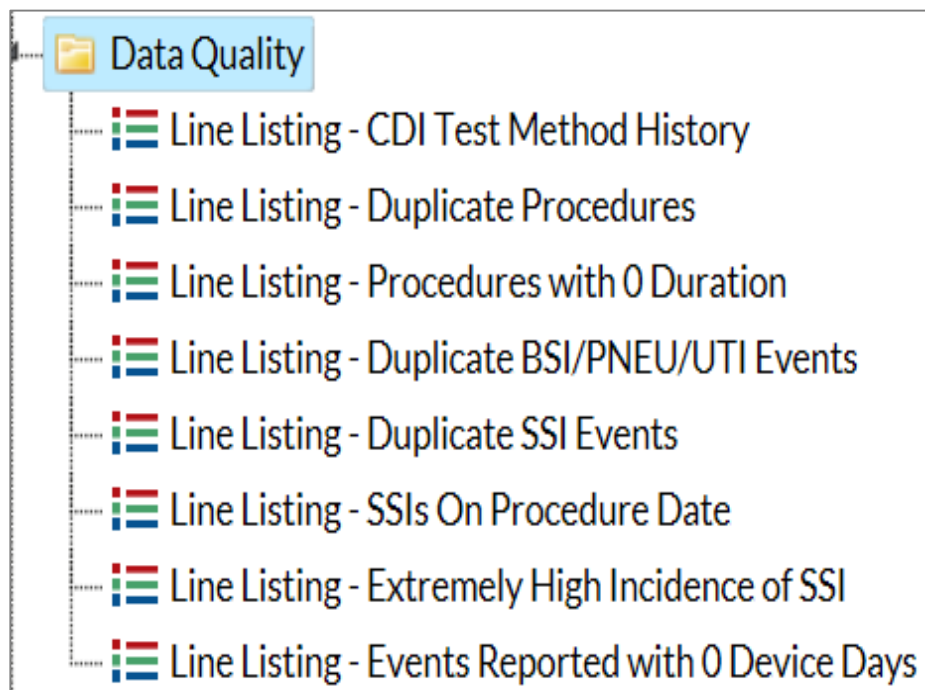 Data Quality
Line Listing - CDI Test Method History
Line Listing - Duplicate Procedures
Line Listing - Procedures with 0 Duration
Line Listing - Duplicate BSI/PNEU/UTI Events
Line Listing - Duplicate SSI Events
Line Listing - SSIs On Procedure Date
Line Listing - Extremely High Incidence of SSI
Line Listing - Events Reported with 0 Device Days